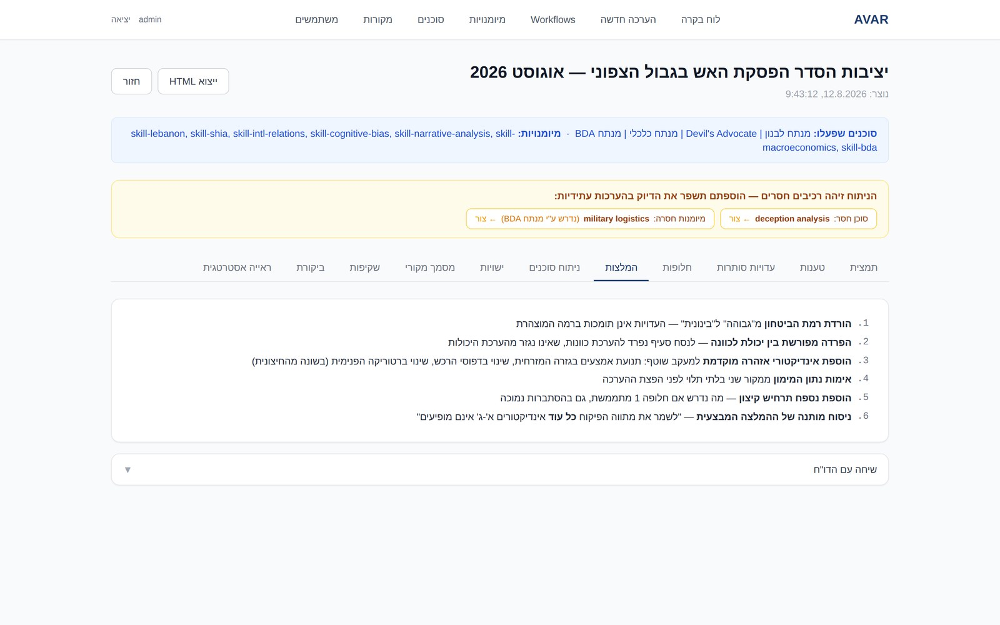 AVAR
לוח בקרה
הערכה חדשה
Workflows
מיומנויות
סוכנים
מקורות
משתמשים
admin
יציאה
יציבות הסדר הפסקת האש בגבול הצפוני — אוגוסט 2026
נוצר: 12.8.2026, 9:43:12
ייצוא HTML
חזור
סוכנים שפעלו: מנתח לבנון | Devil's Advocate | מנתח כלכלי | מנתח BDA · מיומנויות: skill-lebanon, skill-shia, skill-intl-relations, skill-cognitive-bias, skill-narrative-analysis, skill-
macroeconomics, skill-bda
הניתוח זיהה רכיבים חסרים — הוספתם תשפר את הדיוק בהערכות עתידיות:
סוכן חסר: deception analysis ← צור
מיומנות חסרה: military logistics (נדרש ע"י מנתח BDA) ← צור
תמצית
טענות
עדויות סותרות
חלופות
המלצות
ניתוח סוכנים
ישויות
מסמך מקורי
שקיפות
ביקורת
ראייה אסטרטגית
1. הורדת רמת הביטחון מ"גבוהה" ל"בינונית" — העדויות אינן תומכות ברמה המוצהרת
2. הפרדה מפורשת בין יכולת לכוונה — לנסח סעיף נפרד להערכת כוונות, שאינו נגזר מהערכת היכולות
3. הוספת אינדיקטורי אזהרה מוקדמת למעקב שוטף: תנועת אמצעים בגזרה המזרחית, שינוי בדפוסי הרכש, שינוי ברטוריקה הפנימית (בשונה מהחיצונית)
4. אימות נתון המימון ממקור שני בלתי תלוי לפני הפצת ההערכה
5. הוספת נספח תרחיש קיצון — מה נדרש אם חלופה 1 מתממשת, גם בהסתברות נמוכה
6. ניסוח מותנה של ההמלצה המבצעית — "לשמר את מתווה הפיקוח כל עוד אינדיקטורים א'-ג' אינם מופיעים"
שיחה עם הדו"ח
▼